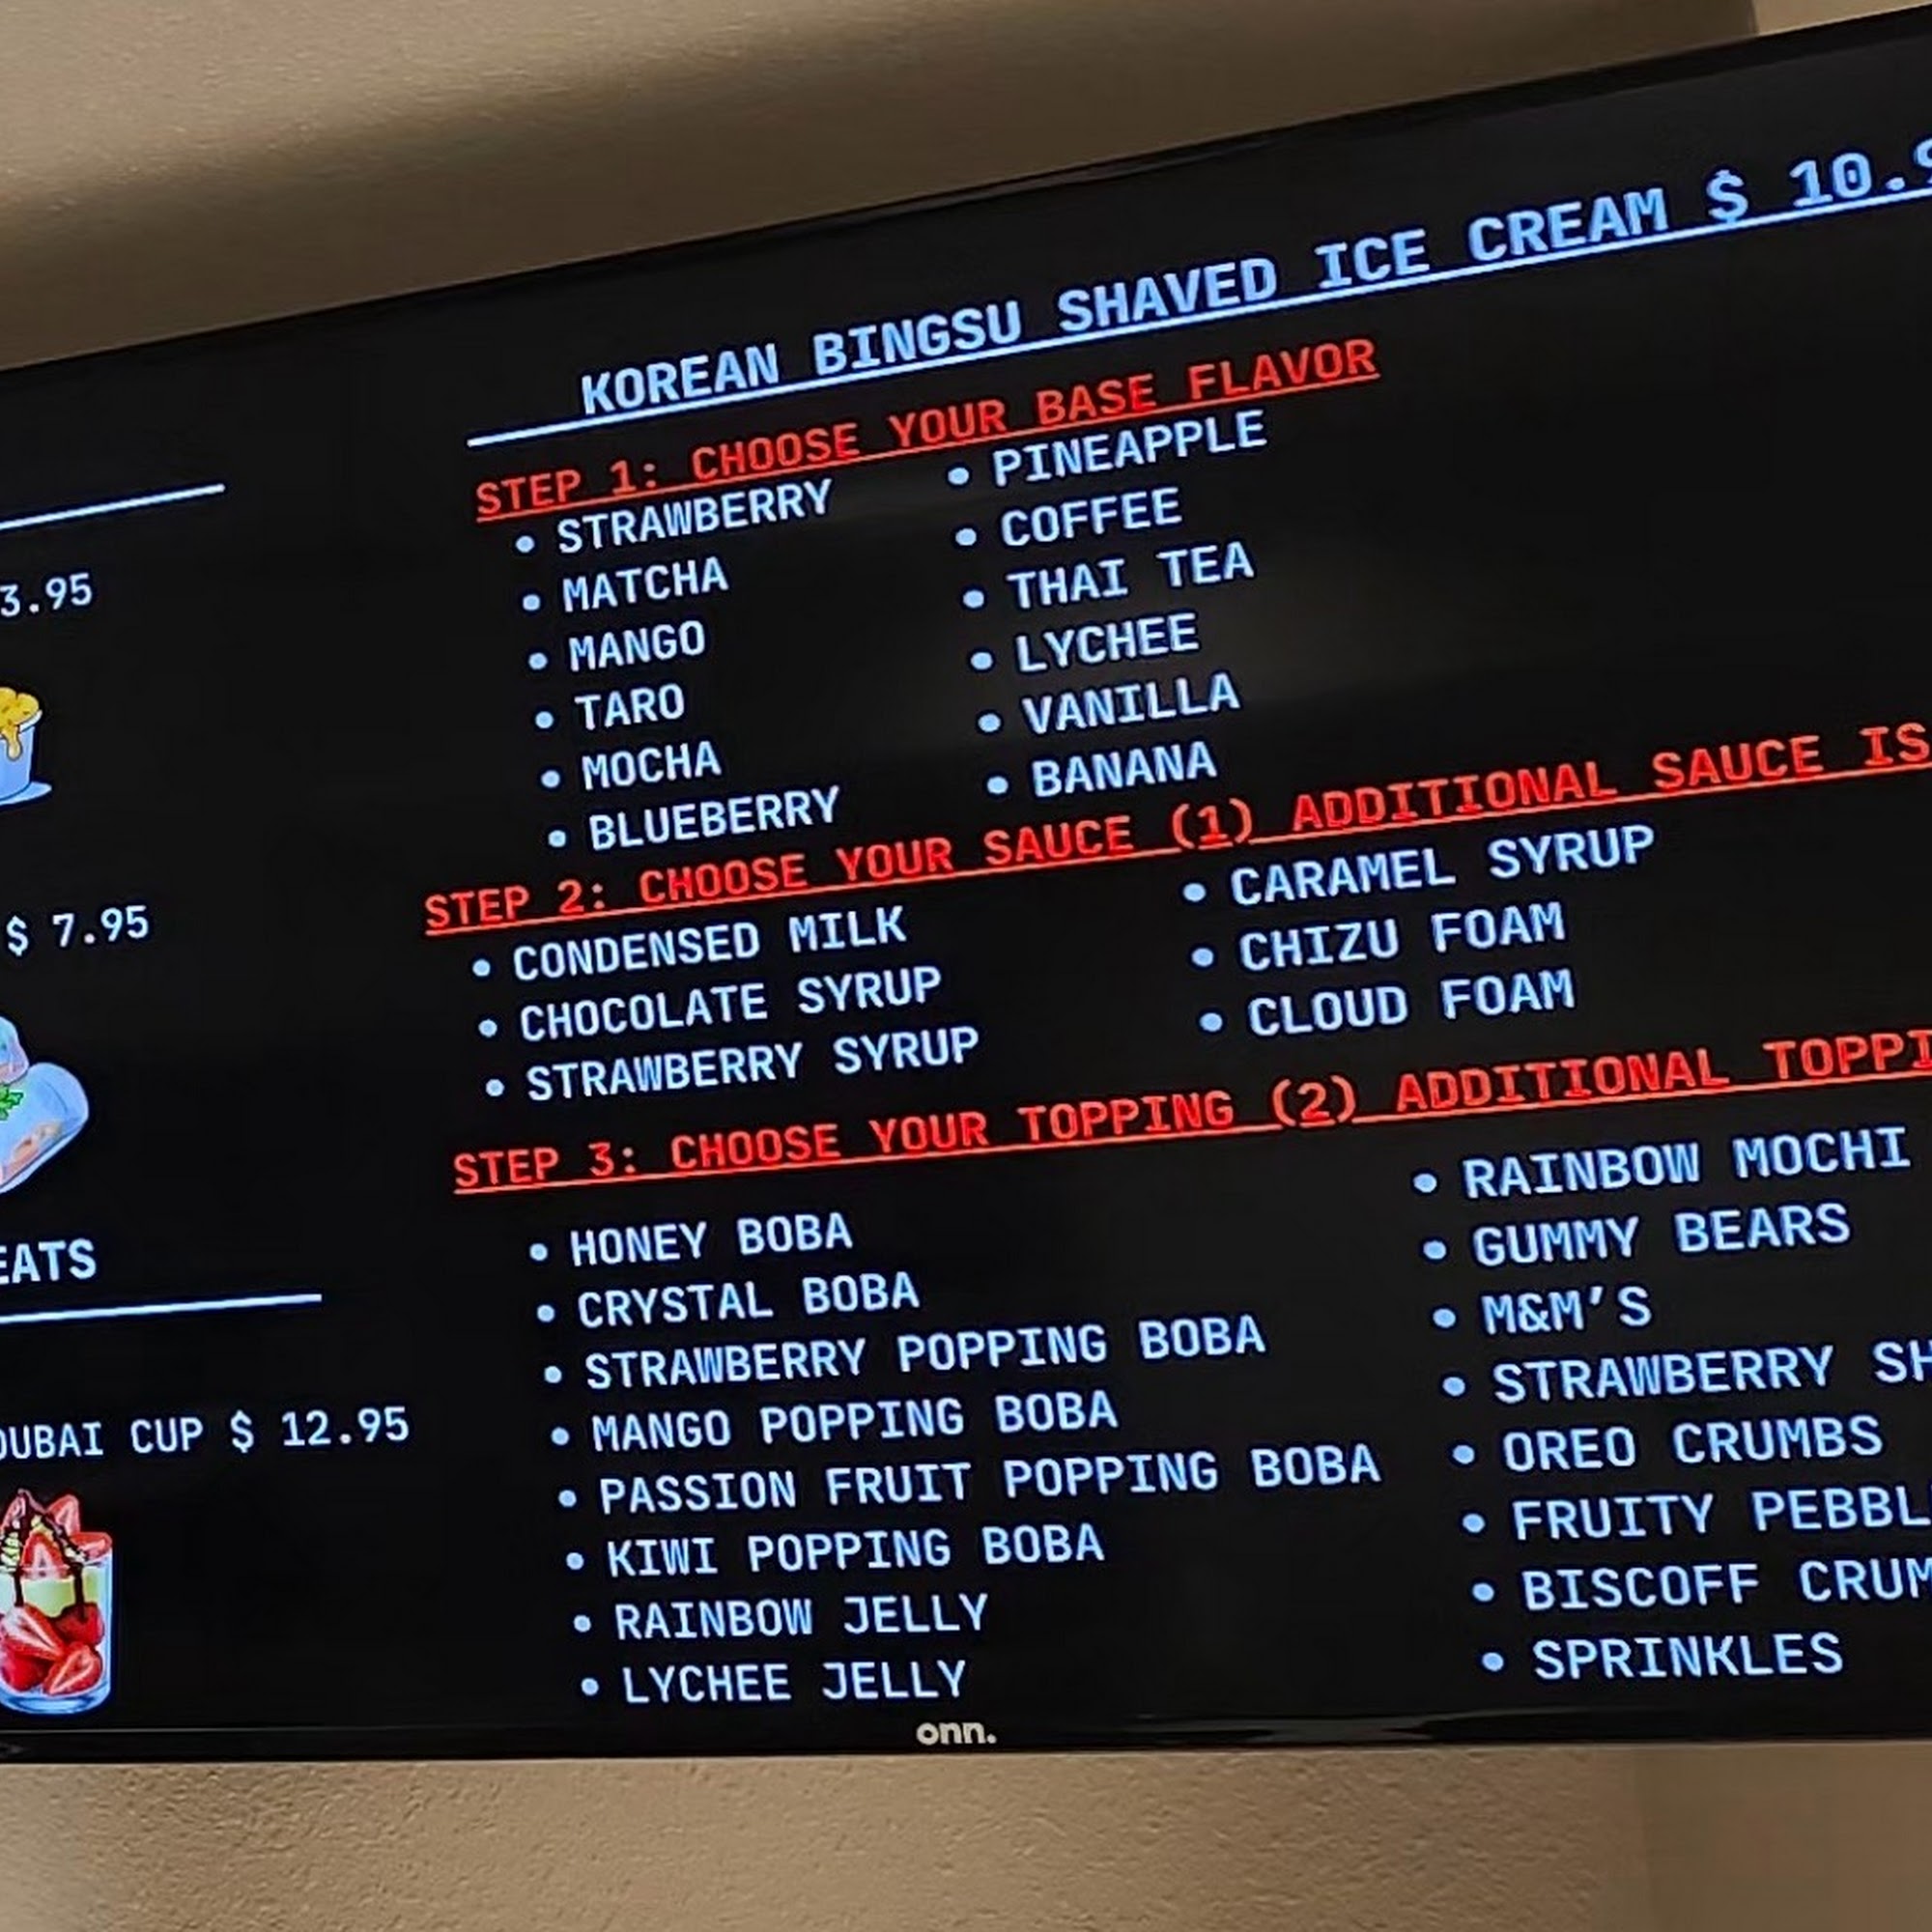 3.95
$ 7.95
EATS
DUBAI CUP $ 12.95
KOREAN BINGSU SHAVED ICE CREAM $ 10.9
STEP 1: CHOOSE YOUR BASE FLAVOR
• STRAWBERRY
• MATCHA
• MANGO
• TARO
• MOCHA
• BLUEBERRY
• PINEAPPLE
• COFFEE
• THAI TEA
• LYCHEE
• VANILLA
• BANANA
STEP 2: CHOOSE YOUR SAUCE (1) ADDITIONAL SAUCE IS
• CONDENSED MILK
• CHOCOLATE SYRUP
• STRAWBERRY SYRUP
• CARAMEL SYRUP
• CHIZU FOAM
• CLOUD FOAM
STEP 3: CHOOSE YOUR TOPPING (2) ADDITIONAL TOPPI
• HONEY BOBA
• CRYSTAL BOBA
• STRAWBERRY POPPING BOBA
• MANGO POPPING BOBA
• PASSION FRUIT POPPING BOBA
• KIWI POPPING BOBA
• RAINBOW JELLY
• LYCHEE JELLY
• RAINBOW MOCHI
• GUMMY BEARS
• M&M'S
• STRAWBERRY SH
• OREO CRUMBS
• FRUITY PEBBL
• BISCOFF CRUM
• SPRINKLES
onn.